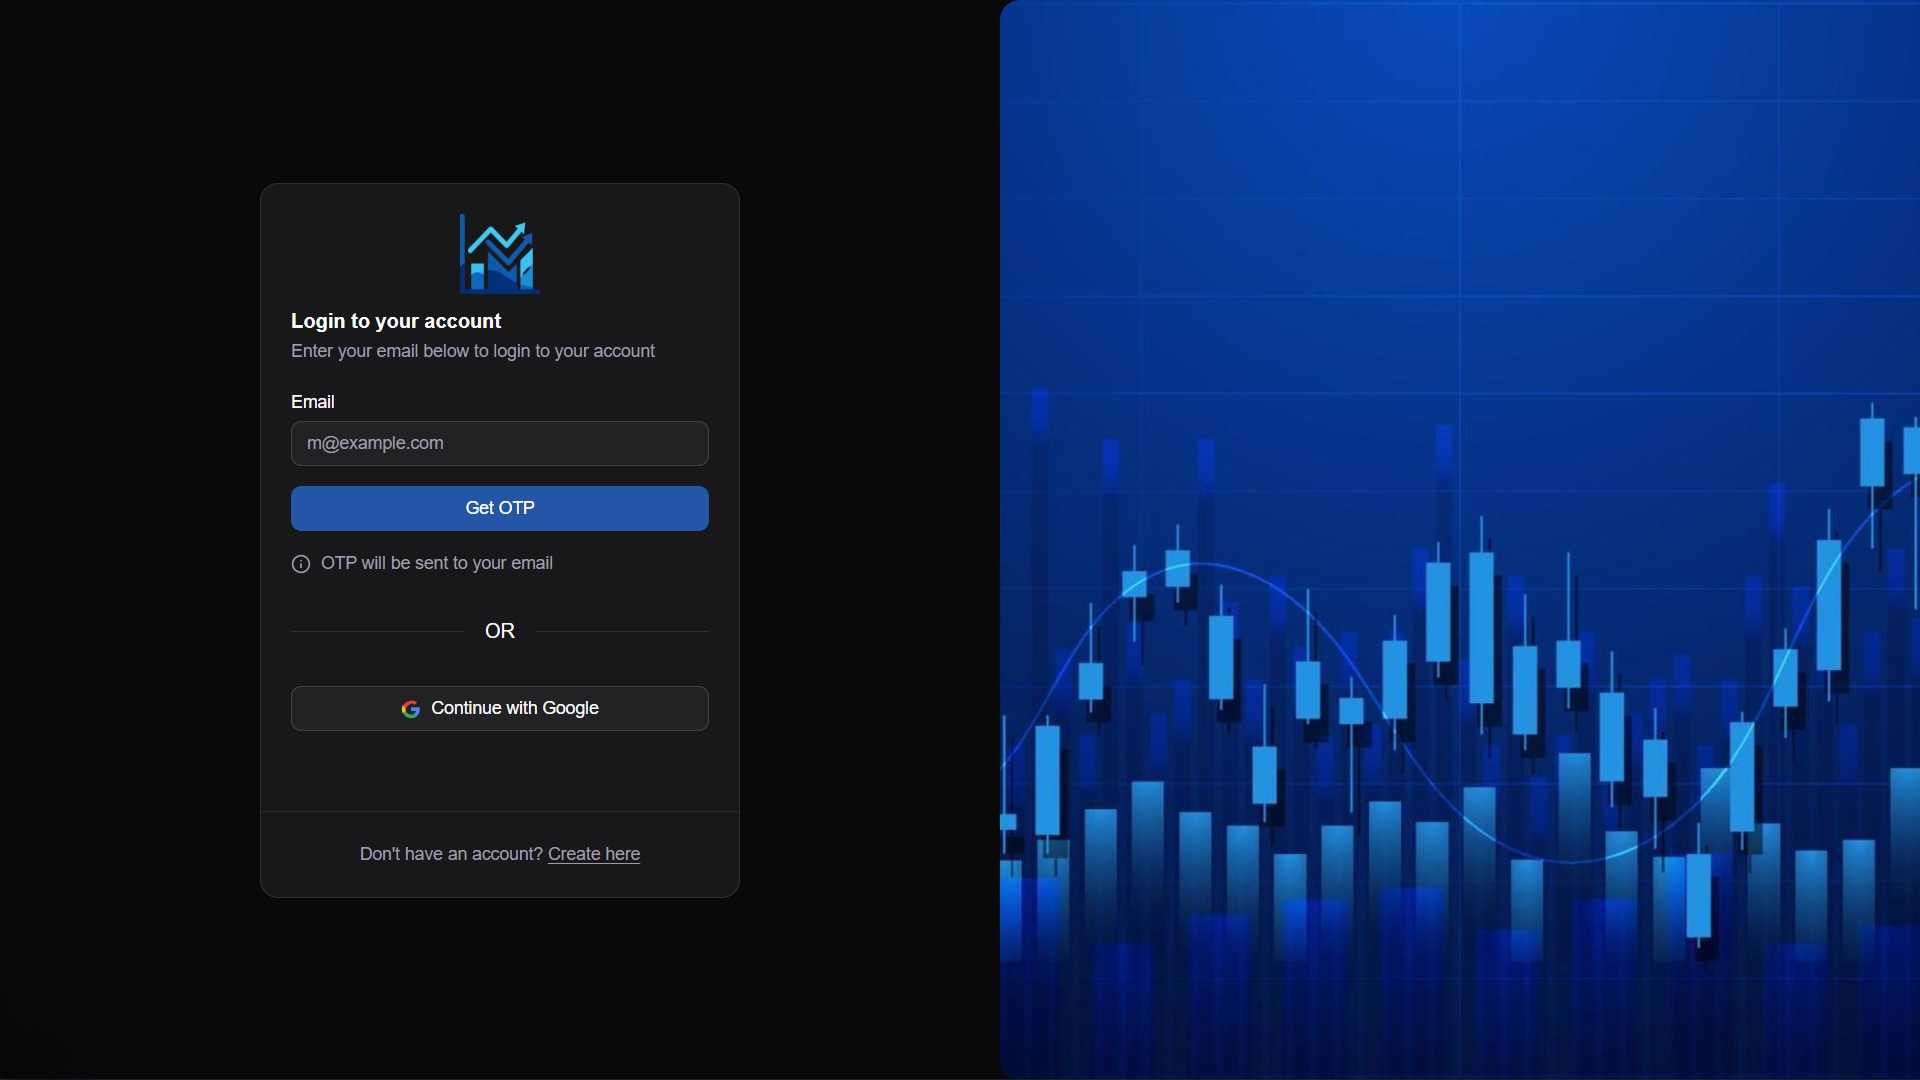 Login to your account
Enter your email below to login to your account
Email
m@example.com
Get OTP
OTP will be sent to your email
OR
Continue with Google
Don't have an account? Create here